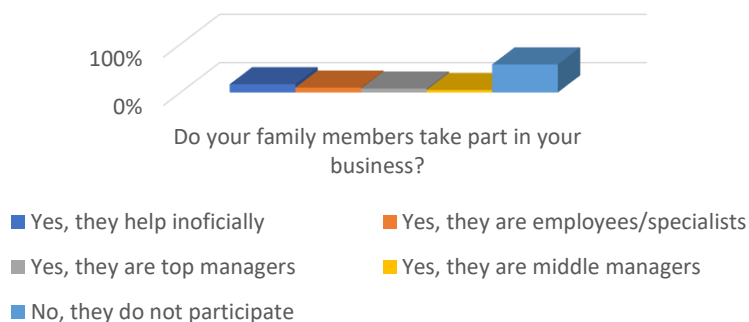 100%
0%
Do your family members take part in your
business?
Yes, they help inoficially
Yes, they are employees/specialists
Yes, they are top managers
Yes, they are middle managers
No, they do not participate